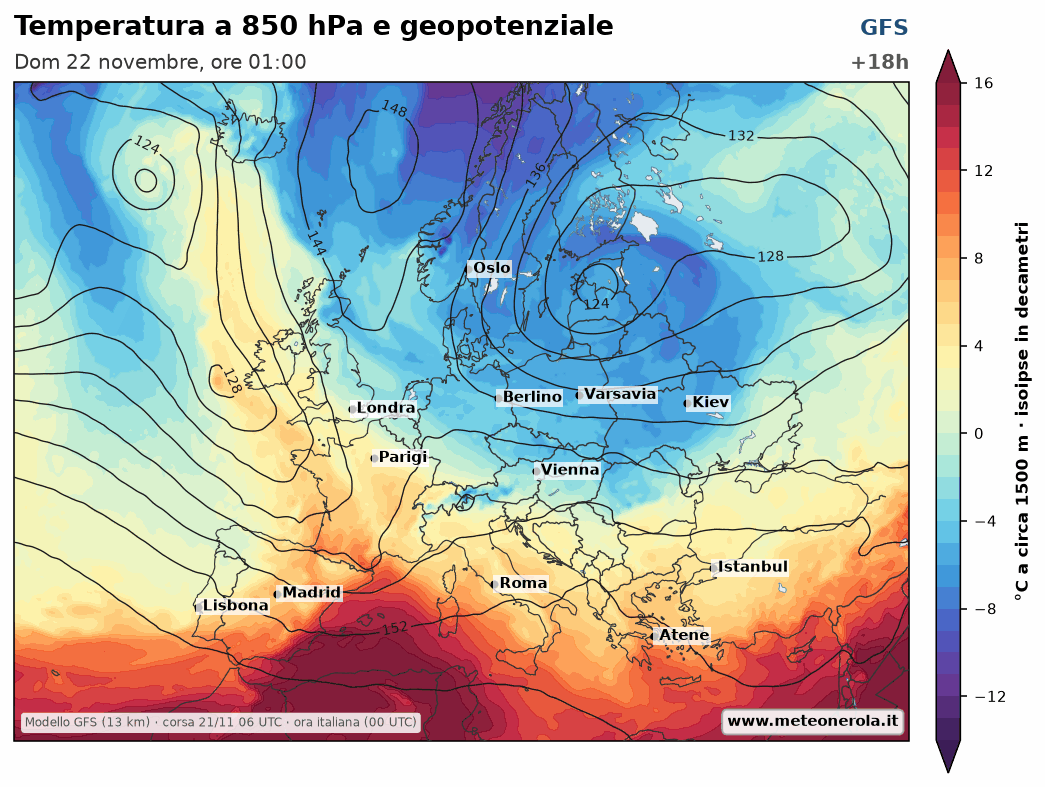 Temperatura a 850 hPa e geopotenziale
GFS
Dom 22 novembre, ore 01:00
+18h
148
124
132
136
144
128
124
128
152
Oslo
Berlino
Varsavia
Kiev
Londra
Parigi
Vienna
Istanbul
Roma
Madrid
Lisbona
Atene
16
12
8
4
0
−4
−8
−12
°C a circa 1500 m · isoipse in decametri
Modello GFS (13 km) · corsa 21/11 06 UTC · ora italiana (00 UTC)
www.meteonerola.it